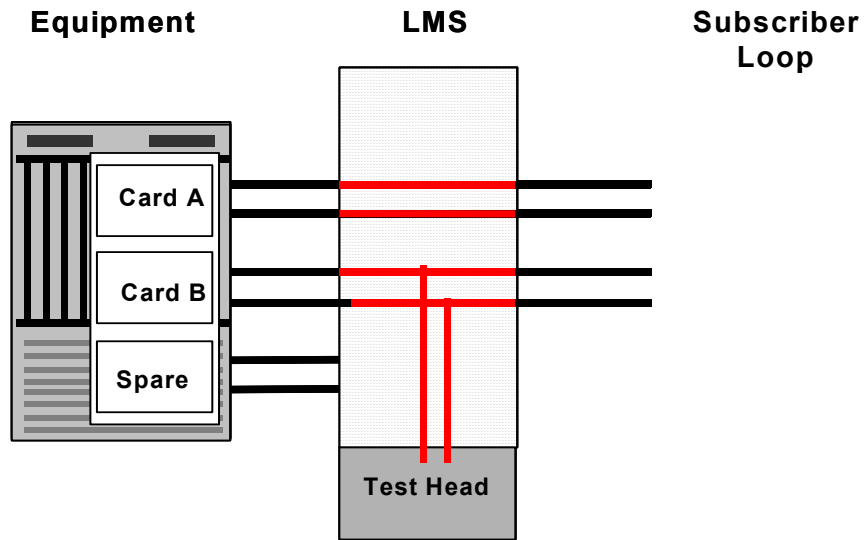 Equipment
LMS
Subscriber
Loop
Card A
Card B
Spare
Test Head